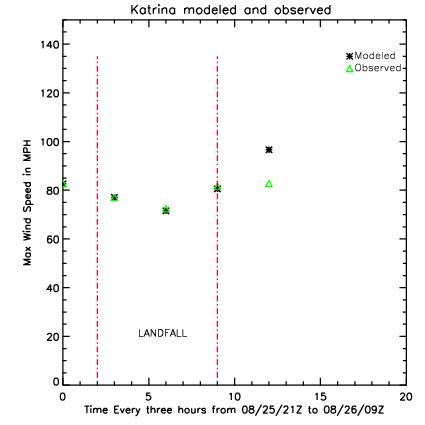 Katrina modeled and observed
140
120
100
80
60
40
20
0
Max Wind Speed in MPH
Modeled
Observed
LANDFALL
0 5 10 15 20
Time Every three hours from 08/25/21Z to 08/26/09Z